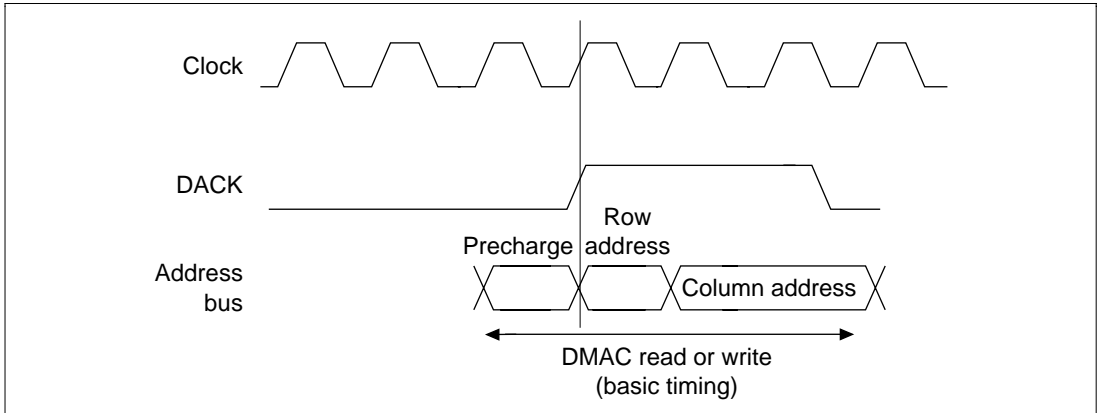 Clock
DACK
Row
Precharge address
Address
bus
Column address
DMAC read or write
(basic timing)